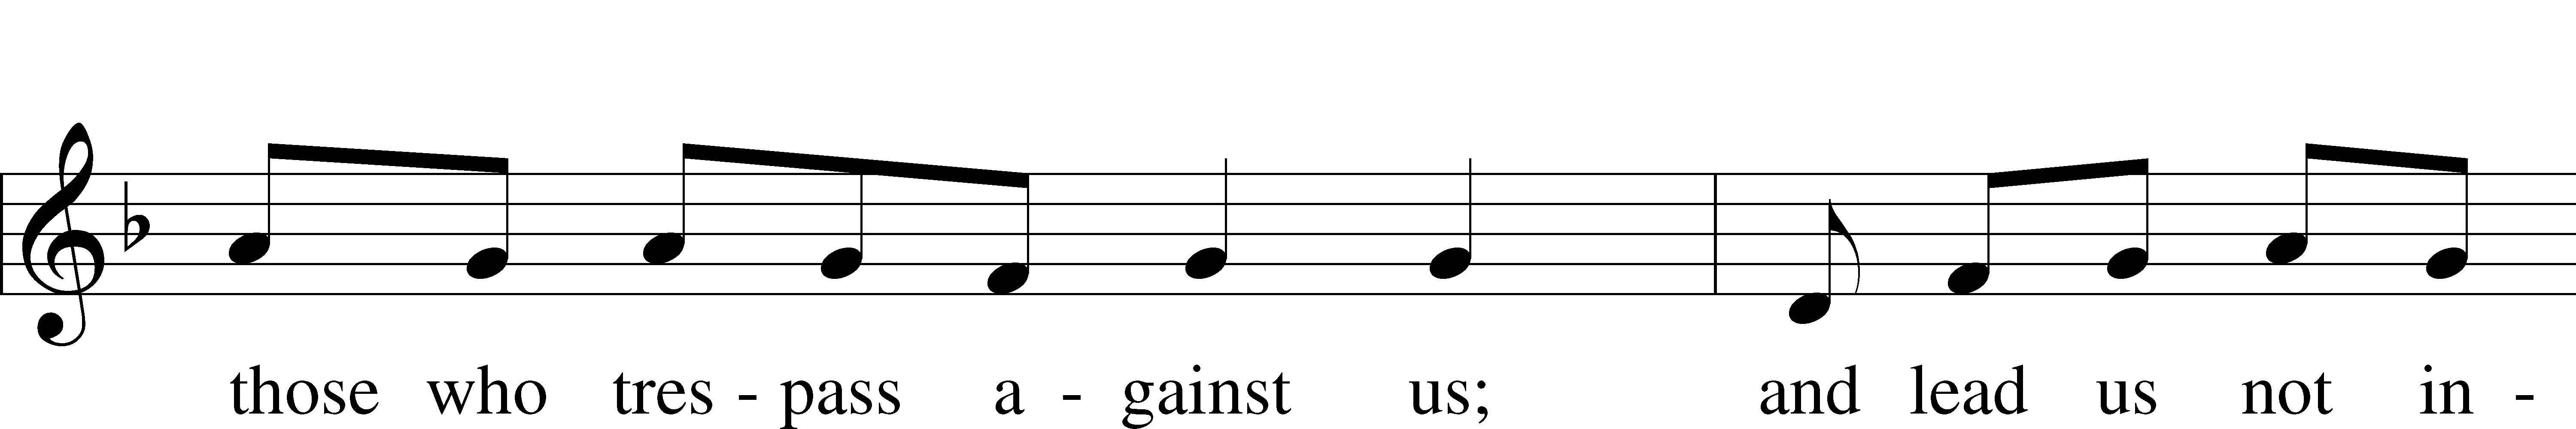 those who tres - pass a - gainst us; and lead us not in -